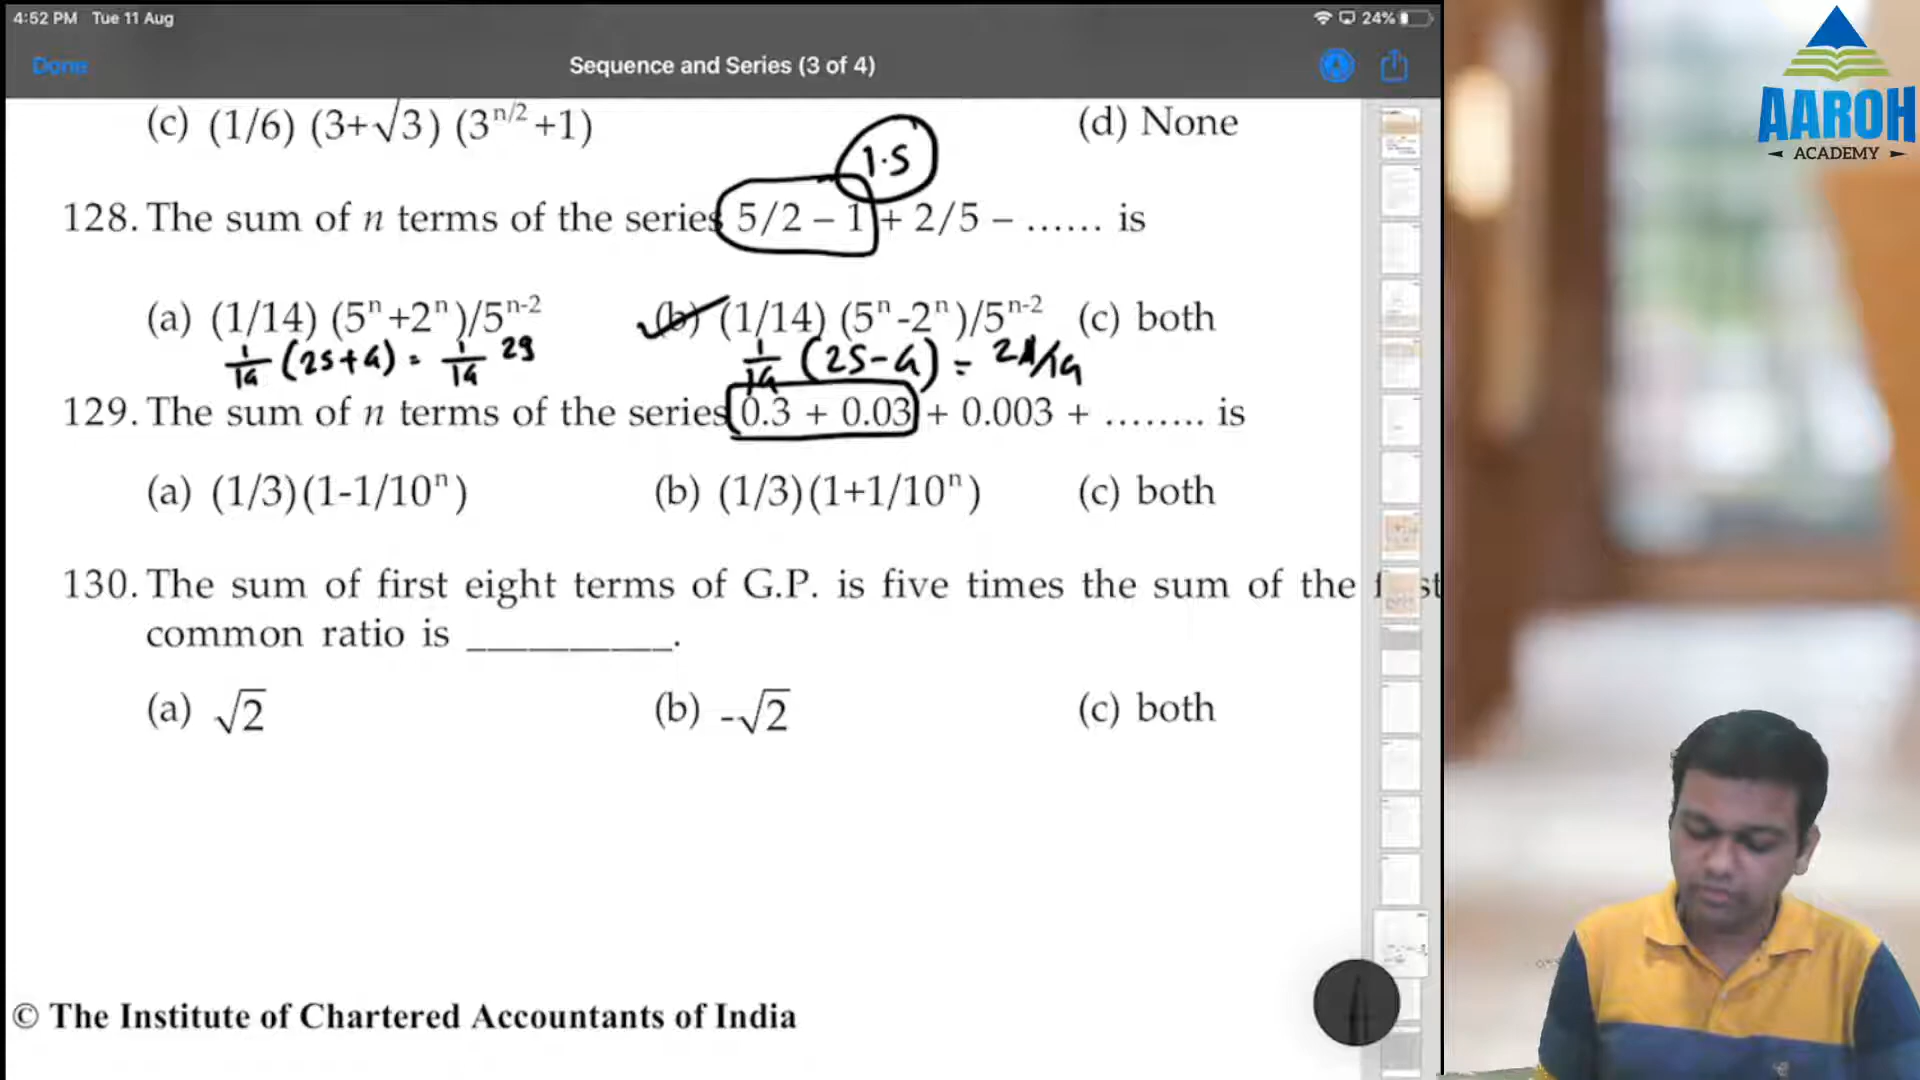 4:52 PM Tue 11 Aug
24%
Done
Sequence and Series (3 of 4)
AAROH
ACADEMY
(c) (1/6) (3+√3) (3^{n/2} +1) (d) None
1.5
128. The sum of n terms of the series 5/2 – 1 + 2/5 – ...... is
(a) (1/14) (5^n +2^n )/5^{n-2} (b) (1/14) (5^n -2^n )/5^{n-2} (c) both
1/14 (25+4) = 1/14 29 1/14 (25-4) = 21/14
129. The sum of n terms of the series 0.3 + 0.03 + 0.003 + ........ is
(a) (1/3)(1-1/10^n ) (b) (1/3)(1+1/10^n ) (c) both
130. The sum of first eight terms of G.P. is five times the sum of the
common ratio is __________.
(a) √2 (b) -√2 (c) both
© The Institute of Chartered Accountants of India